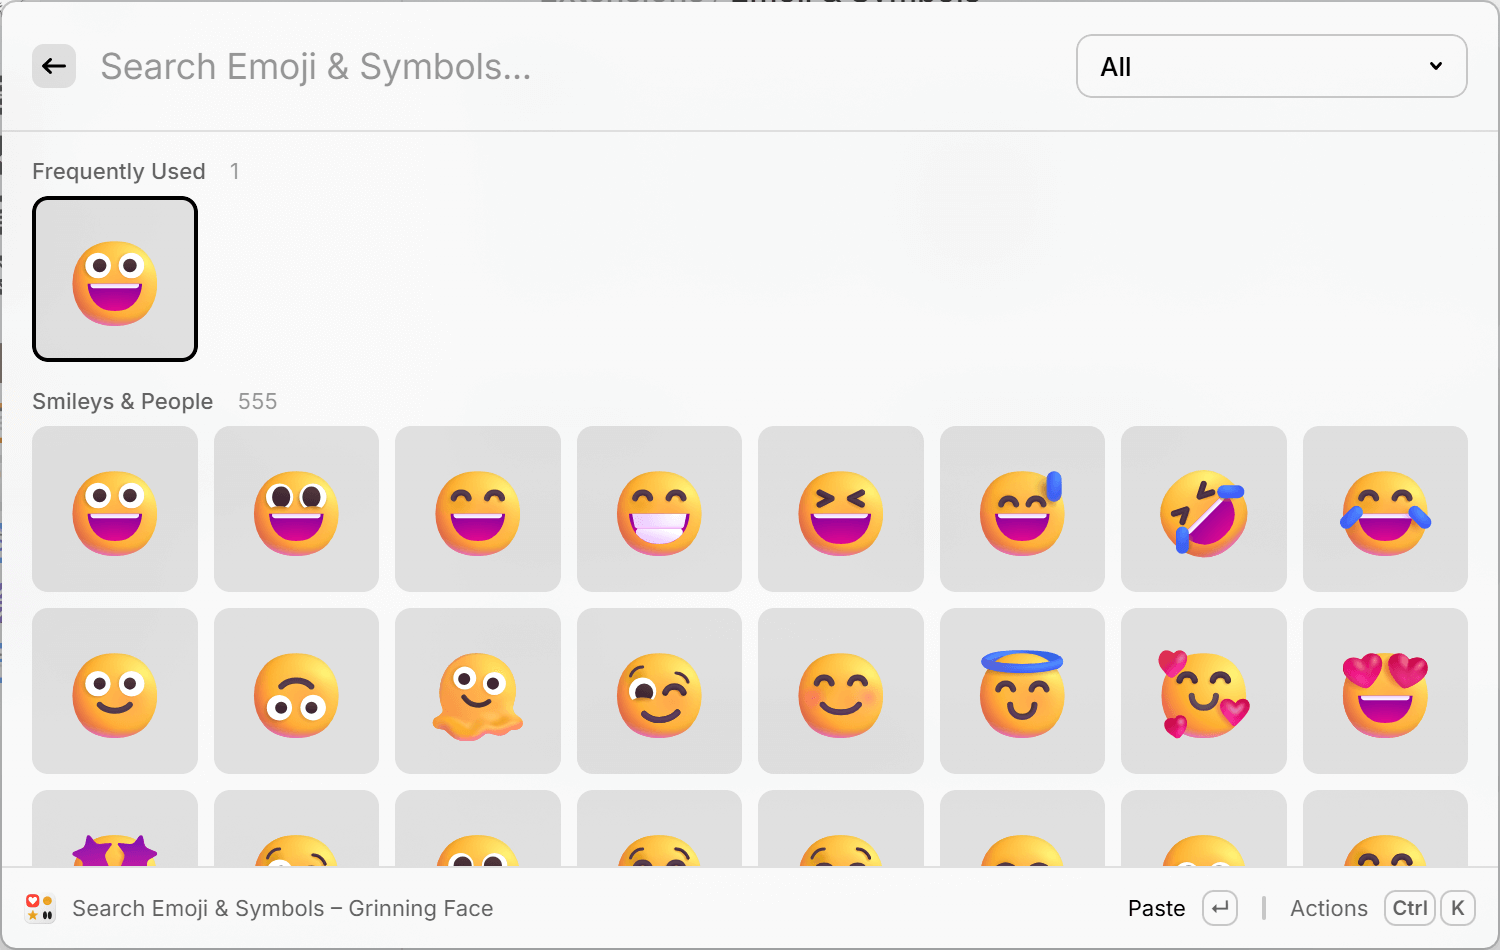 Search Emoji & Symbols...
All
Frequently Used 1
Smileys & People 555
Search Emoji & Symbols – Grinning Face
Paste
Actions Ctrl K